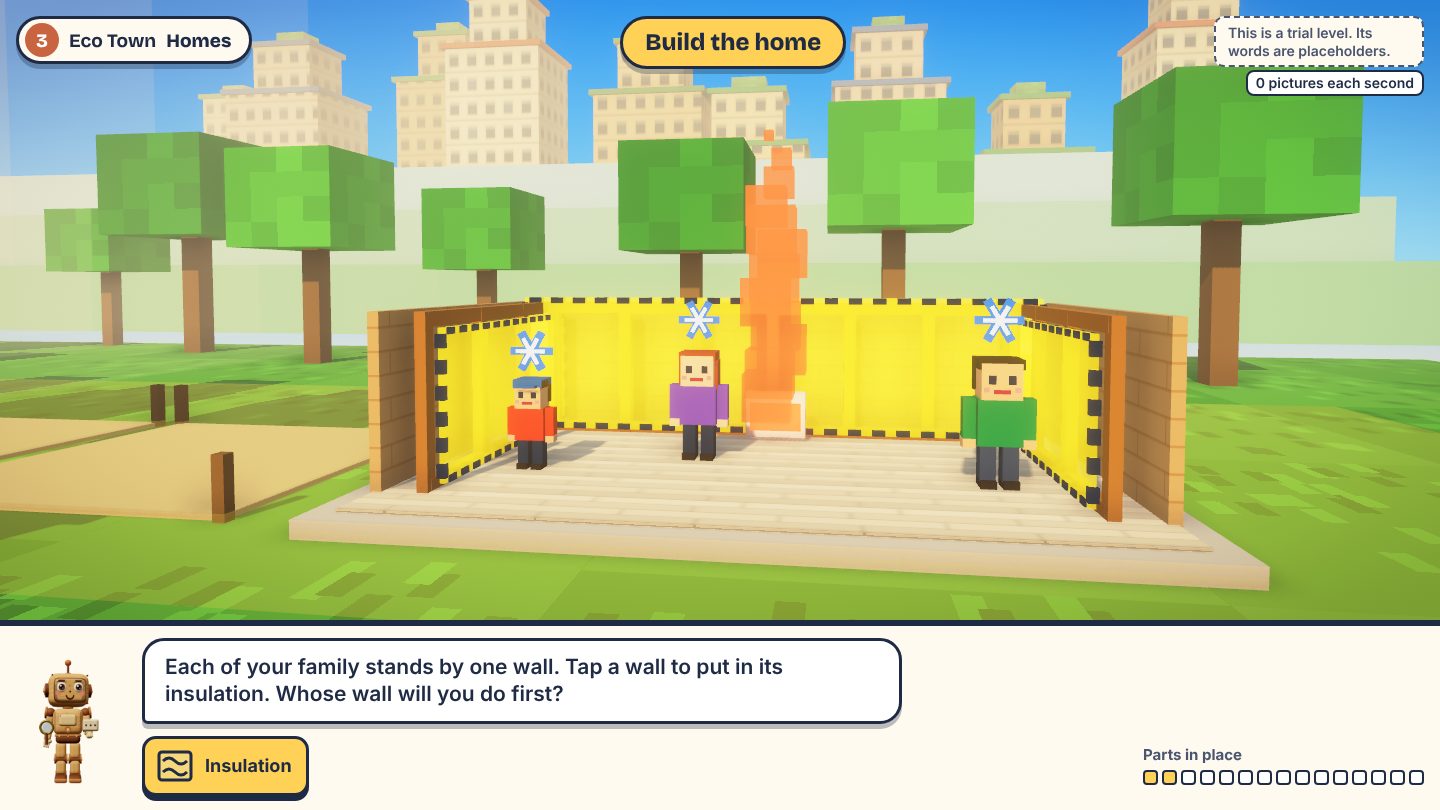 3 Eco Town Homes
Build the home
This is a trial level. Its
words are placeholders.
0 pictures each second
Each of your family stands by one wall. Tap a wall to put in its
insulation. Whose wall will you do first?
Insulation
Parts in place